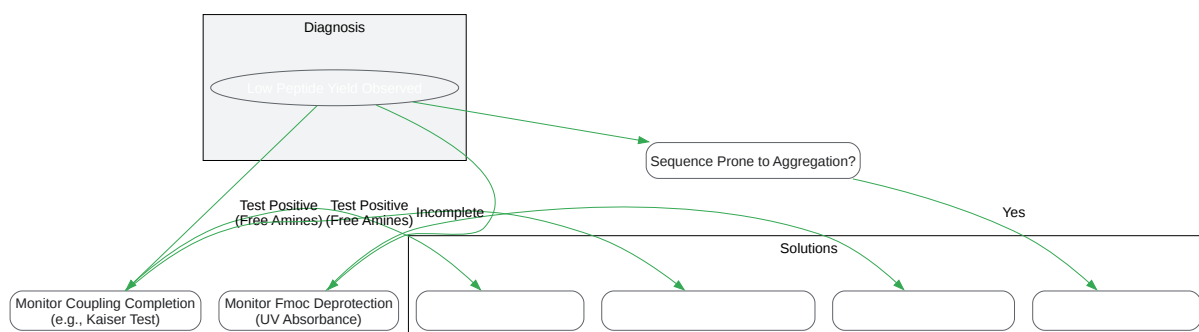 Diagnosis
Low Peptide Yield Observed
Sequence Prone to Aggregation?
Test Positive
(Free Amines)
Test Positive
(Free Amines)
Incomplete
Yes
Solutions
Monitor Coupling Completion
(e.g., Kaiser Test)
Monitor Fmoc Deprotection
(UV Absorbance)